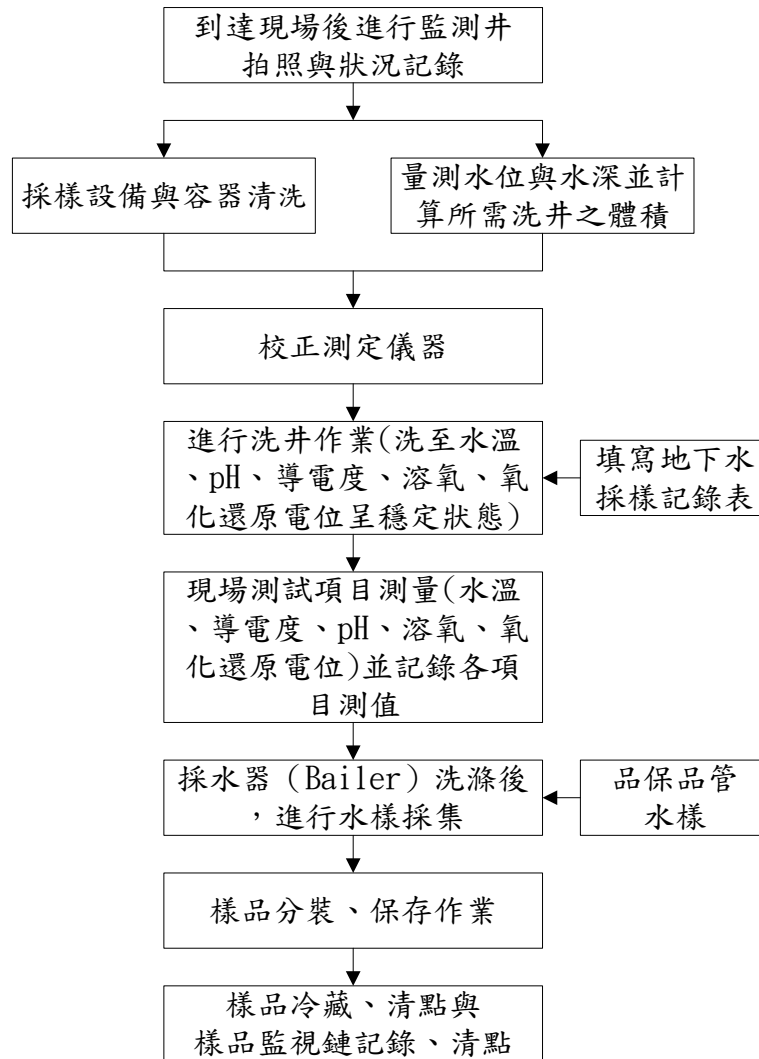 到達現場後進行監測井
拍照與狀況記錄
採樣設備與容器清洗
量測水位與水深並計
算所需洗井之體積
校正測定儀器
進行洗井作業(洗至水溫
、pH、導電度、溶氧、氧
化還原電位呈穩定狀態)
填寫地下水
採樣記錄表
現場測試項目測量(水溫
、導電度、pH、溶氧、氧
化還原電位)並記錄各項
目測值
採水器（Bailer）洗滌後
，進行水樣採集
品保品管
水樣
樣品分裝、保存作業
樣品冷藏、清點與
樣品監視鏈記錄、清點